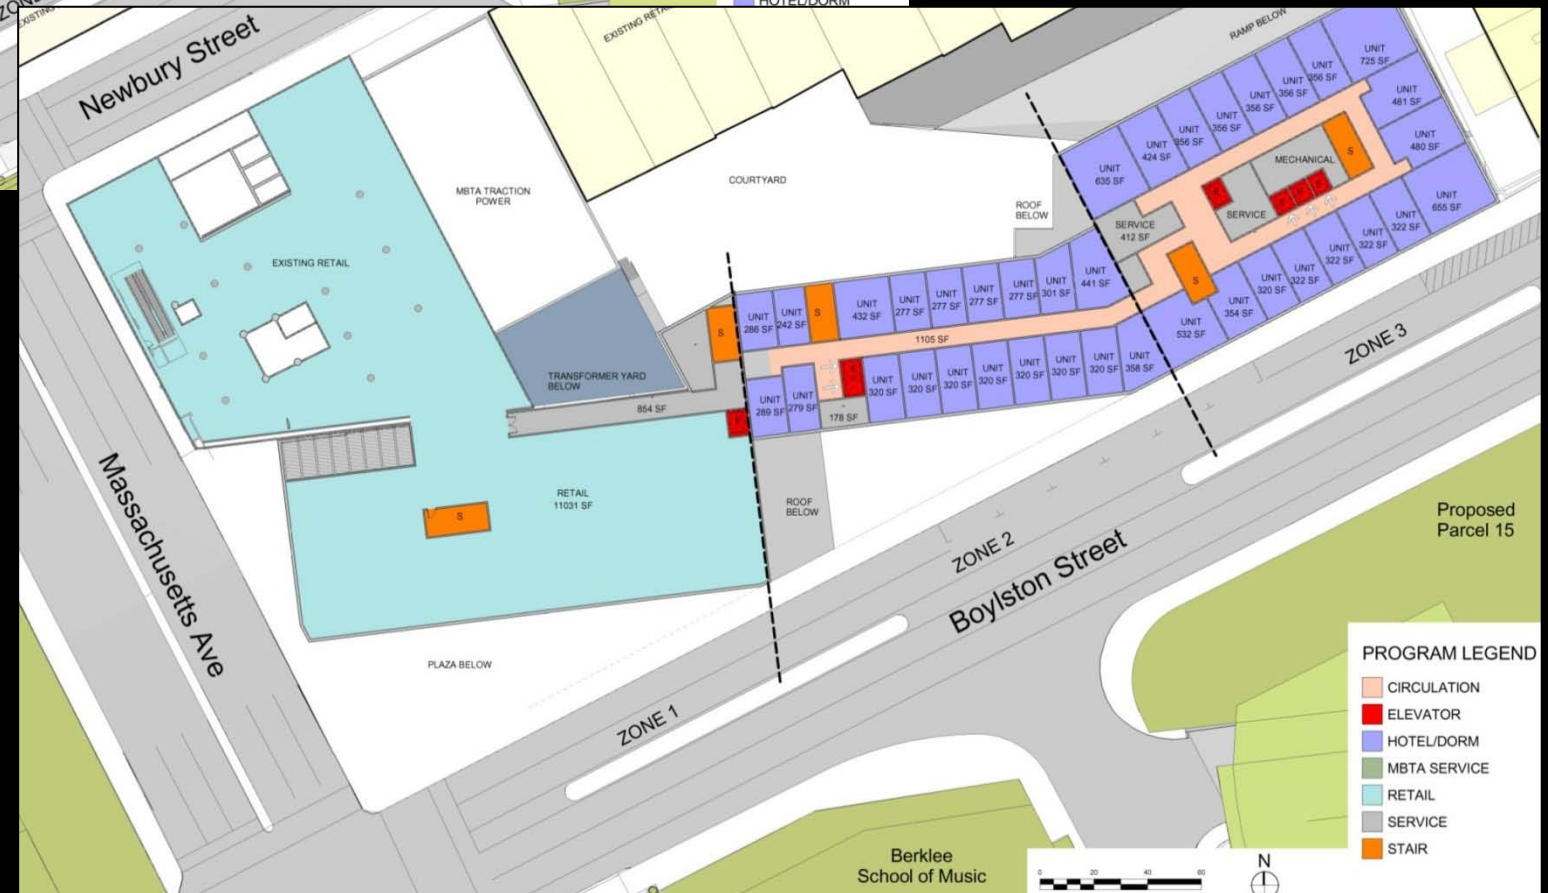 HOTEL/DORM
Newbury Street
EXISTING RETAIL
RAMP BELOW
MBTA TRACTION
POWER
COURTYARD
ROOF
BELOW
EXISTING RETAIL
TRANSFORMER YARD
BELOW
854 SF
RETAIL
11031 SF
S
ROOF
BELOW
PLAZA BELOW
Massachusetts Ave
ZONE 1
ZONE 2
ZONE 3
Boylston Street
S
UNIT
286 SF
UNIT
242 SF
S
UNIT
432 SF
UNIT
277 SF
UNIT
277 SF
UNIT
277 SF
UNIT
277 SF
UNIT
301 SF
UNIT
441 SF
1105 SF
UNIT
289 SF
UNIT
279 SF
178 SF
UNIT
320 SF
UNIT
320 SF
UNIT
320 SF
UNIT
320 SF
UNIT
320 SF
UNIT
320 SF
UNIT
320 SF
UNIT
358 SF
UNIT
635 SF
UNIT
424 SF
UNIT
356 SF
UNIT
356 SF
UNIT
356 SF
UNIT
356 SF
UNIT
356 SF
UNIT
725 SF
UNIT
481 SF
UNIT
480 SF
UNIT
655 SF
MECHANICAL
S
SERVICE
SERVICE
412 SF
S
UNIT
532 SF
UNIT
354 SF
UNIT
320 SF
UNIT
322 SF
UNIT
322 SF
UNIT
322 SF
UNIT
322 SF
Proposed
Parcel 15
Berklee
School of Music
PROGRAM LEGEND
CIRCULATION
ELEVATOR
HOTEL/DORM
MBTA SERVICE
RETAIL
SERVICE
STAIR
0 20 40 60
N